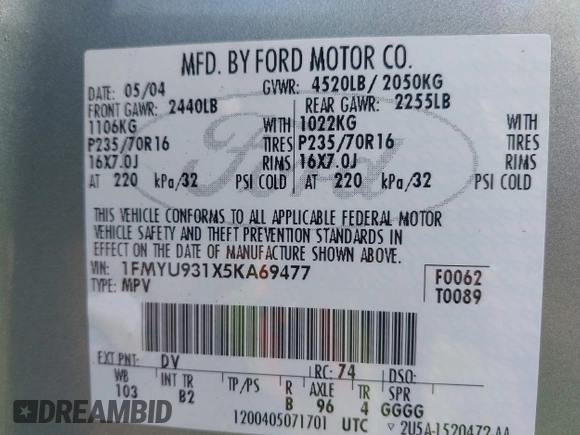 MFD. BY FORD MOTOR CO.
DATE: 05/04 GVWR: 4520LB/ 2050KG
FRONT GAWR: 2440LB REAR GAWR: 2255LB
1106KG WITH 1022KG WITH
P235/70R16 TIRES P235/70R16 TIRES
16X7.0J RIMS 16X7.0J RIMS
AT 220 kPa/32 PSI COLD AT 220 kPa/32 PSI COLD
THIS VEHICLE CONFORMS TO ALL APPLICABLE FEDERAL MOTOR
VEHICLE SAFETY AND THEFT PREVENTION STANDARDS IN
EFFECT ON THE DATE OF MANUFACTURE SHOWN ABOVE.
VIN: 1FMYU931X5KA69477 F0062
TYPE: MPV T0089
EXT PNT: DV RC: 74 DSO:
WB INT TR TP/PS R AXLE TR SPR
103 B2 B 96 4 GGGG
1200405071701 UTC 2U5A-1520472 AA
Ford
DREAMBID